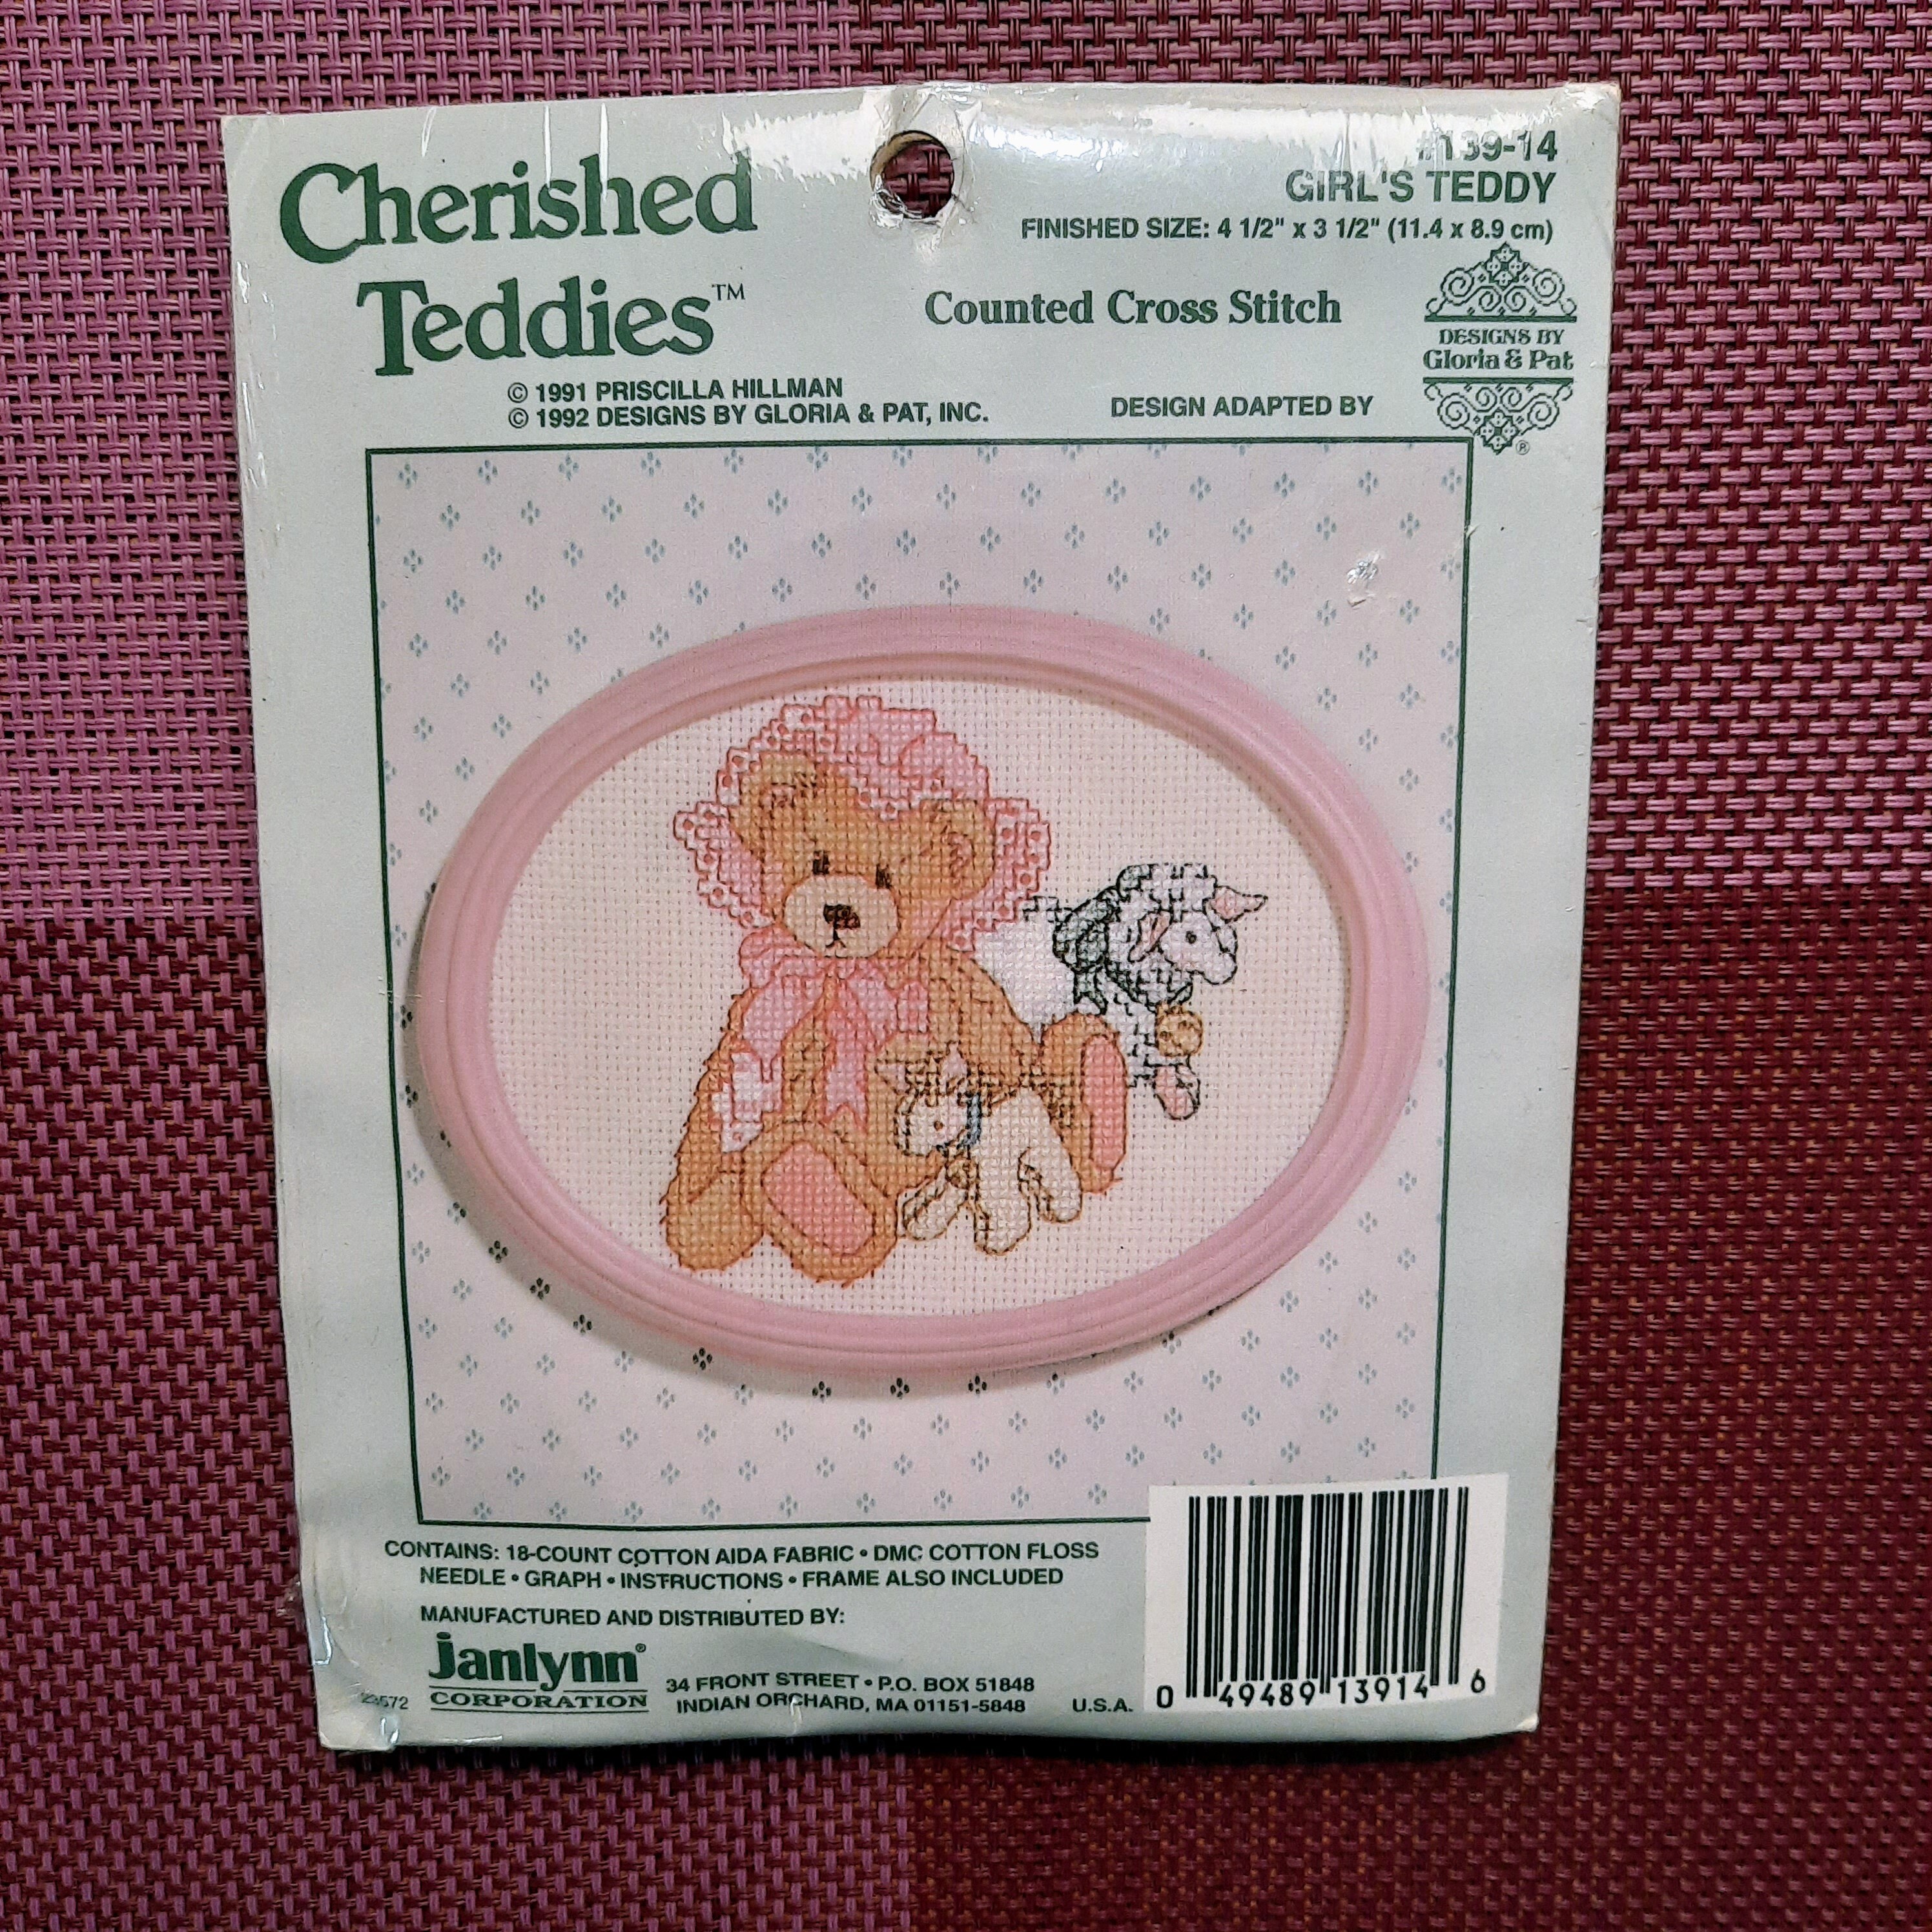 Cherished
Teddies™
© 1991 PRISCILLA HILLMAN
© 1992 DESIGNS BY GLORIA & PAT, INC.
#139-14
GIRL'S TEDDY
FINISHED SIZE: 4 1/2" x 3 1/2" (11.4 x 8.9 cm)
Counted Cross Stitch
DESIGN ADAPTED BY
DESIGNS BY
Gloria & Pat
®
CONTAINS: 18-COUNT COTTON AIDA FABRIC • DMC COTTON FLOSS
NEEDLE • GRAPH • INSTRUCTIONS • FRAME ALSO INCLUDED
MANUFACTURED AND DISTRIBUTED BY:
janlynn®
CORPORATION
34 FRONT STREET • P.O. BOX 51848
INDIAN ORCHARD, MA 01151-5848
U.S.A.
0 49489 13914 6